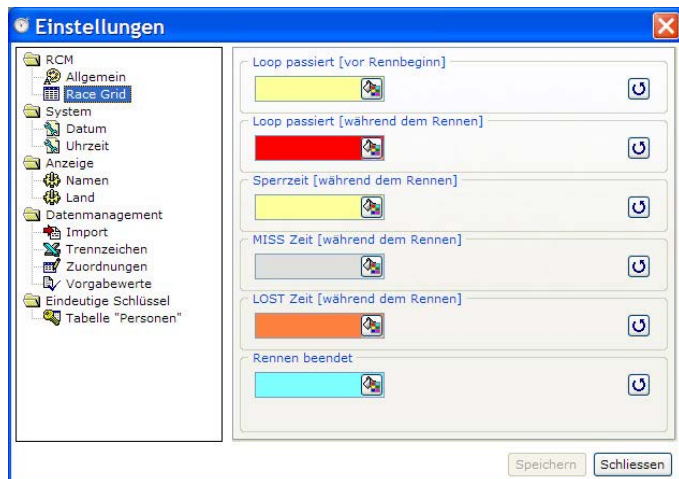 Einstellungen
RCM
Allgemein
Race Grid
System
Datum
Uhrzeit
Anzeige
Namen
Land
Datenmanagement
Import
Trennzeichen
Zuordnungen
Vorgabewerte
Eindeutige Schlüssel
Tabelle "Personen"
Loop passiert [vor Rennbeginn]
Loop passiert [während dem Rennen]
Sperrzeit [während dem Rennen]
MISS Zeit [während dem Rennen]
LOST Zeit [während dem Rennen]
Rennen beendet
Speichern
Schliessen